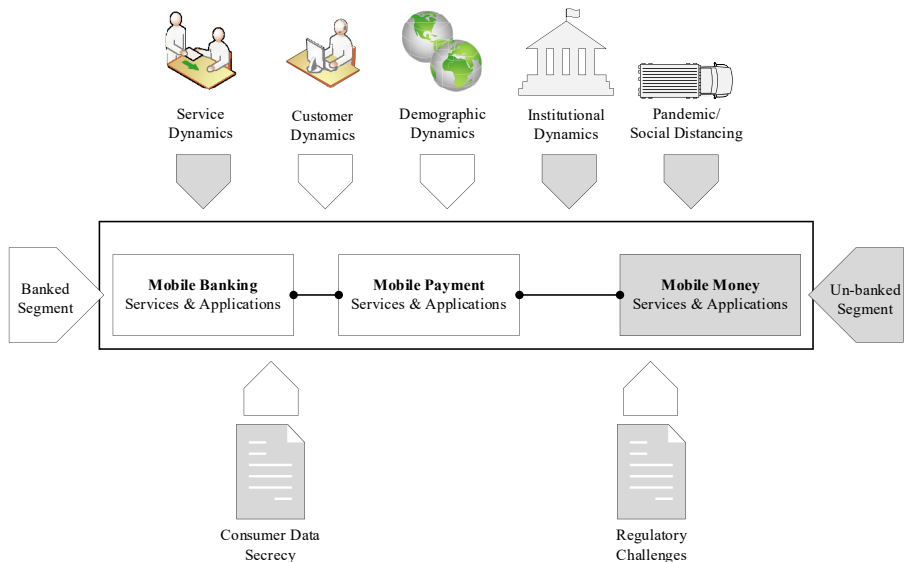 Service
Dynamics
Customer
Dynamics
Demographic
Dynamics
Institutional
Dynamics
Pandemic/
Social Distancing
Banked
Segment
Mobile Banking
Services & Applications
Mobile Payment
Services & Applications
Mobile Money
Services & Applications
Un-banked
Segment
Consumer Data
Secrecy
Regulatory
Challenges